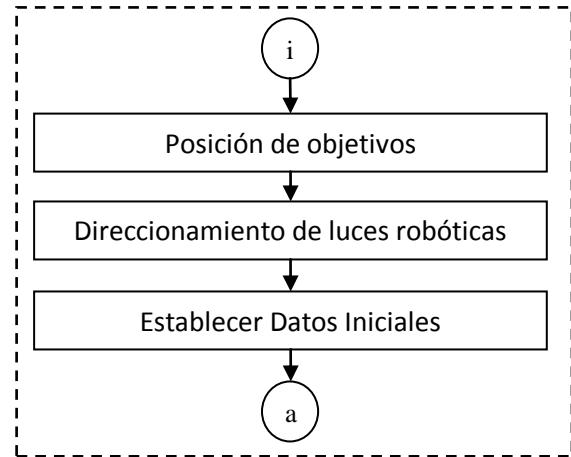 i
Posición de objetivos
Direccionamiento de luces robóticas
Establecer Datos Iniciales
a